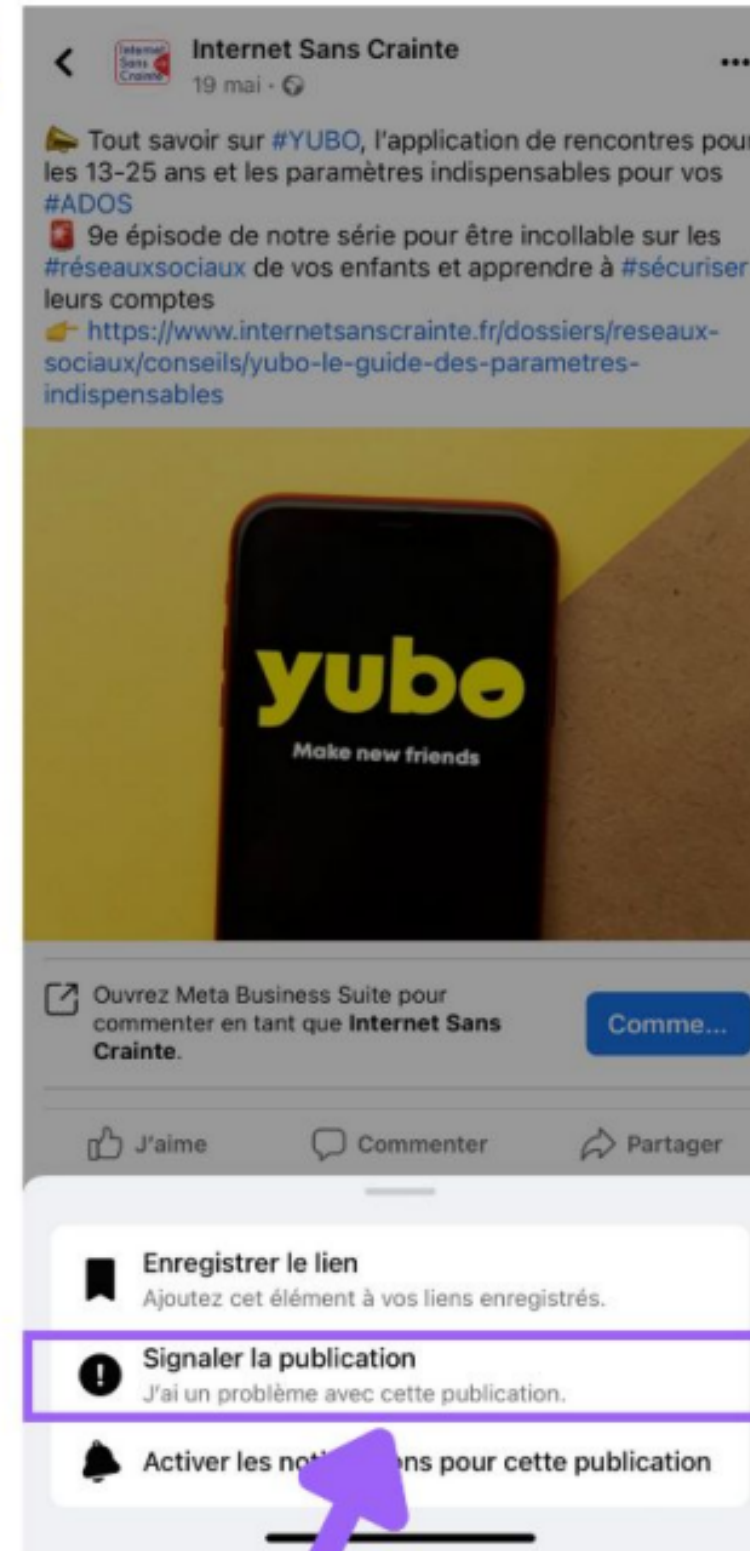 Internet
Sans
Crainte
Internet Sans Crainte
19 mai ·
Tout savoir sur #YUBO, l'application de rencontres pour
les 13-25 ans et les paramètres indispensables pour vos
#ADOS
9e épisode de notre série pour être incollable sur les
#réseauxsociaux de vos enfants et apprendre à #sécuriser
leurs comptes
https://www.internetsanscrainte.fr/dossiers/reseaux-
sociaux/conseils/yubo-le-guide-des-parametres-
indispensables
yubo
Make new friends
Ouvrez Meta Business Suite pour
commenter en tant que Internet Sans
Crainte.
Comme...
J'aime
Commenter
Partager
Enregistrer le lien
Ajoutez cet élément à vos liens enregistrés.
Signaler la publication
J'ai un problème avec cette publication.
Activer les pour cette publication